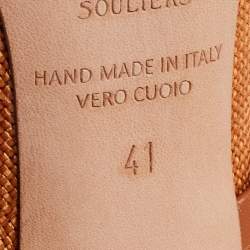 SOULIERS
HAND MADE IN ITALY
VERO CUOIO
41